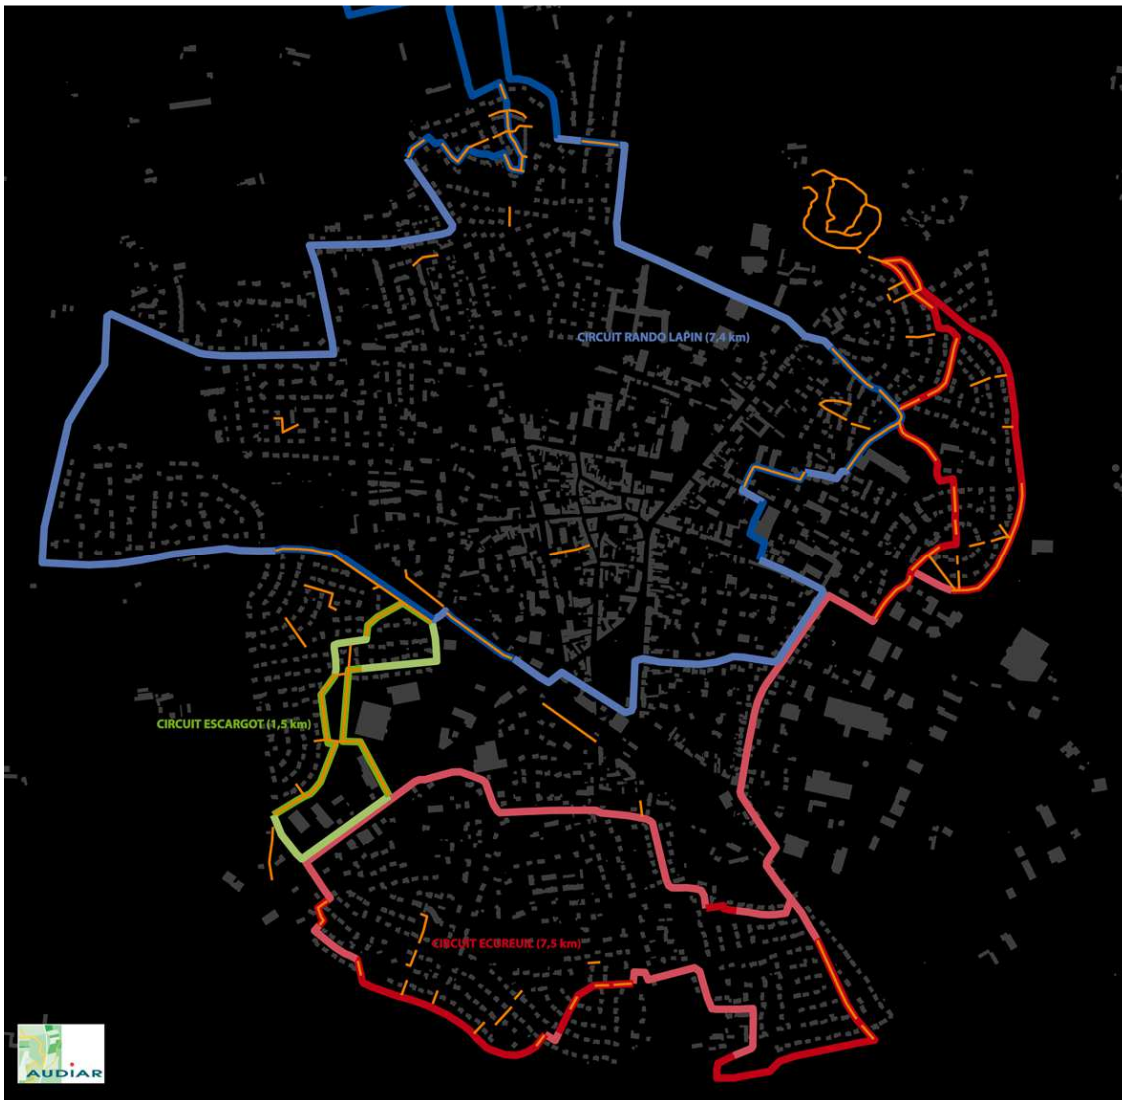 CIRCUIT RANDO LAPIN (7,4 km)
CIRCUIT ESCARGOT (1,5 km)
CIRCUIT ECUREUIL (7,5 km)
AUDIAR